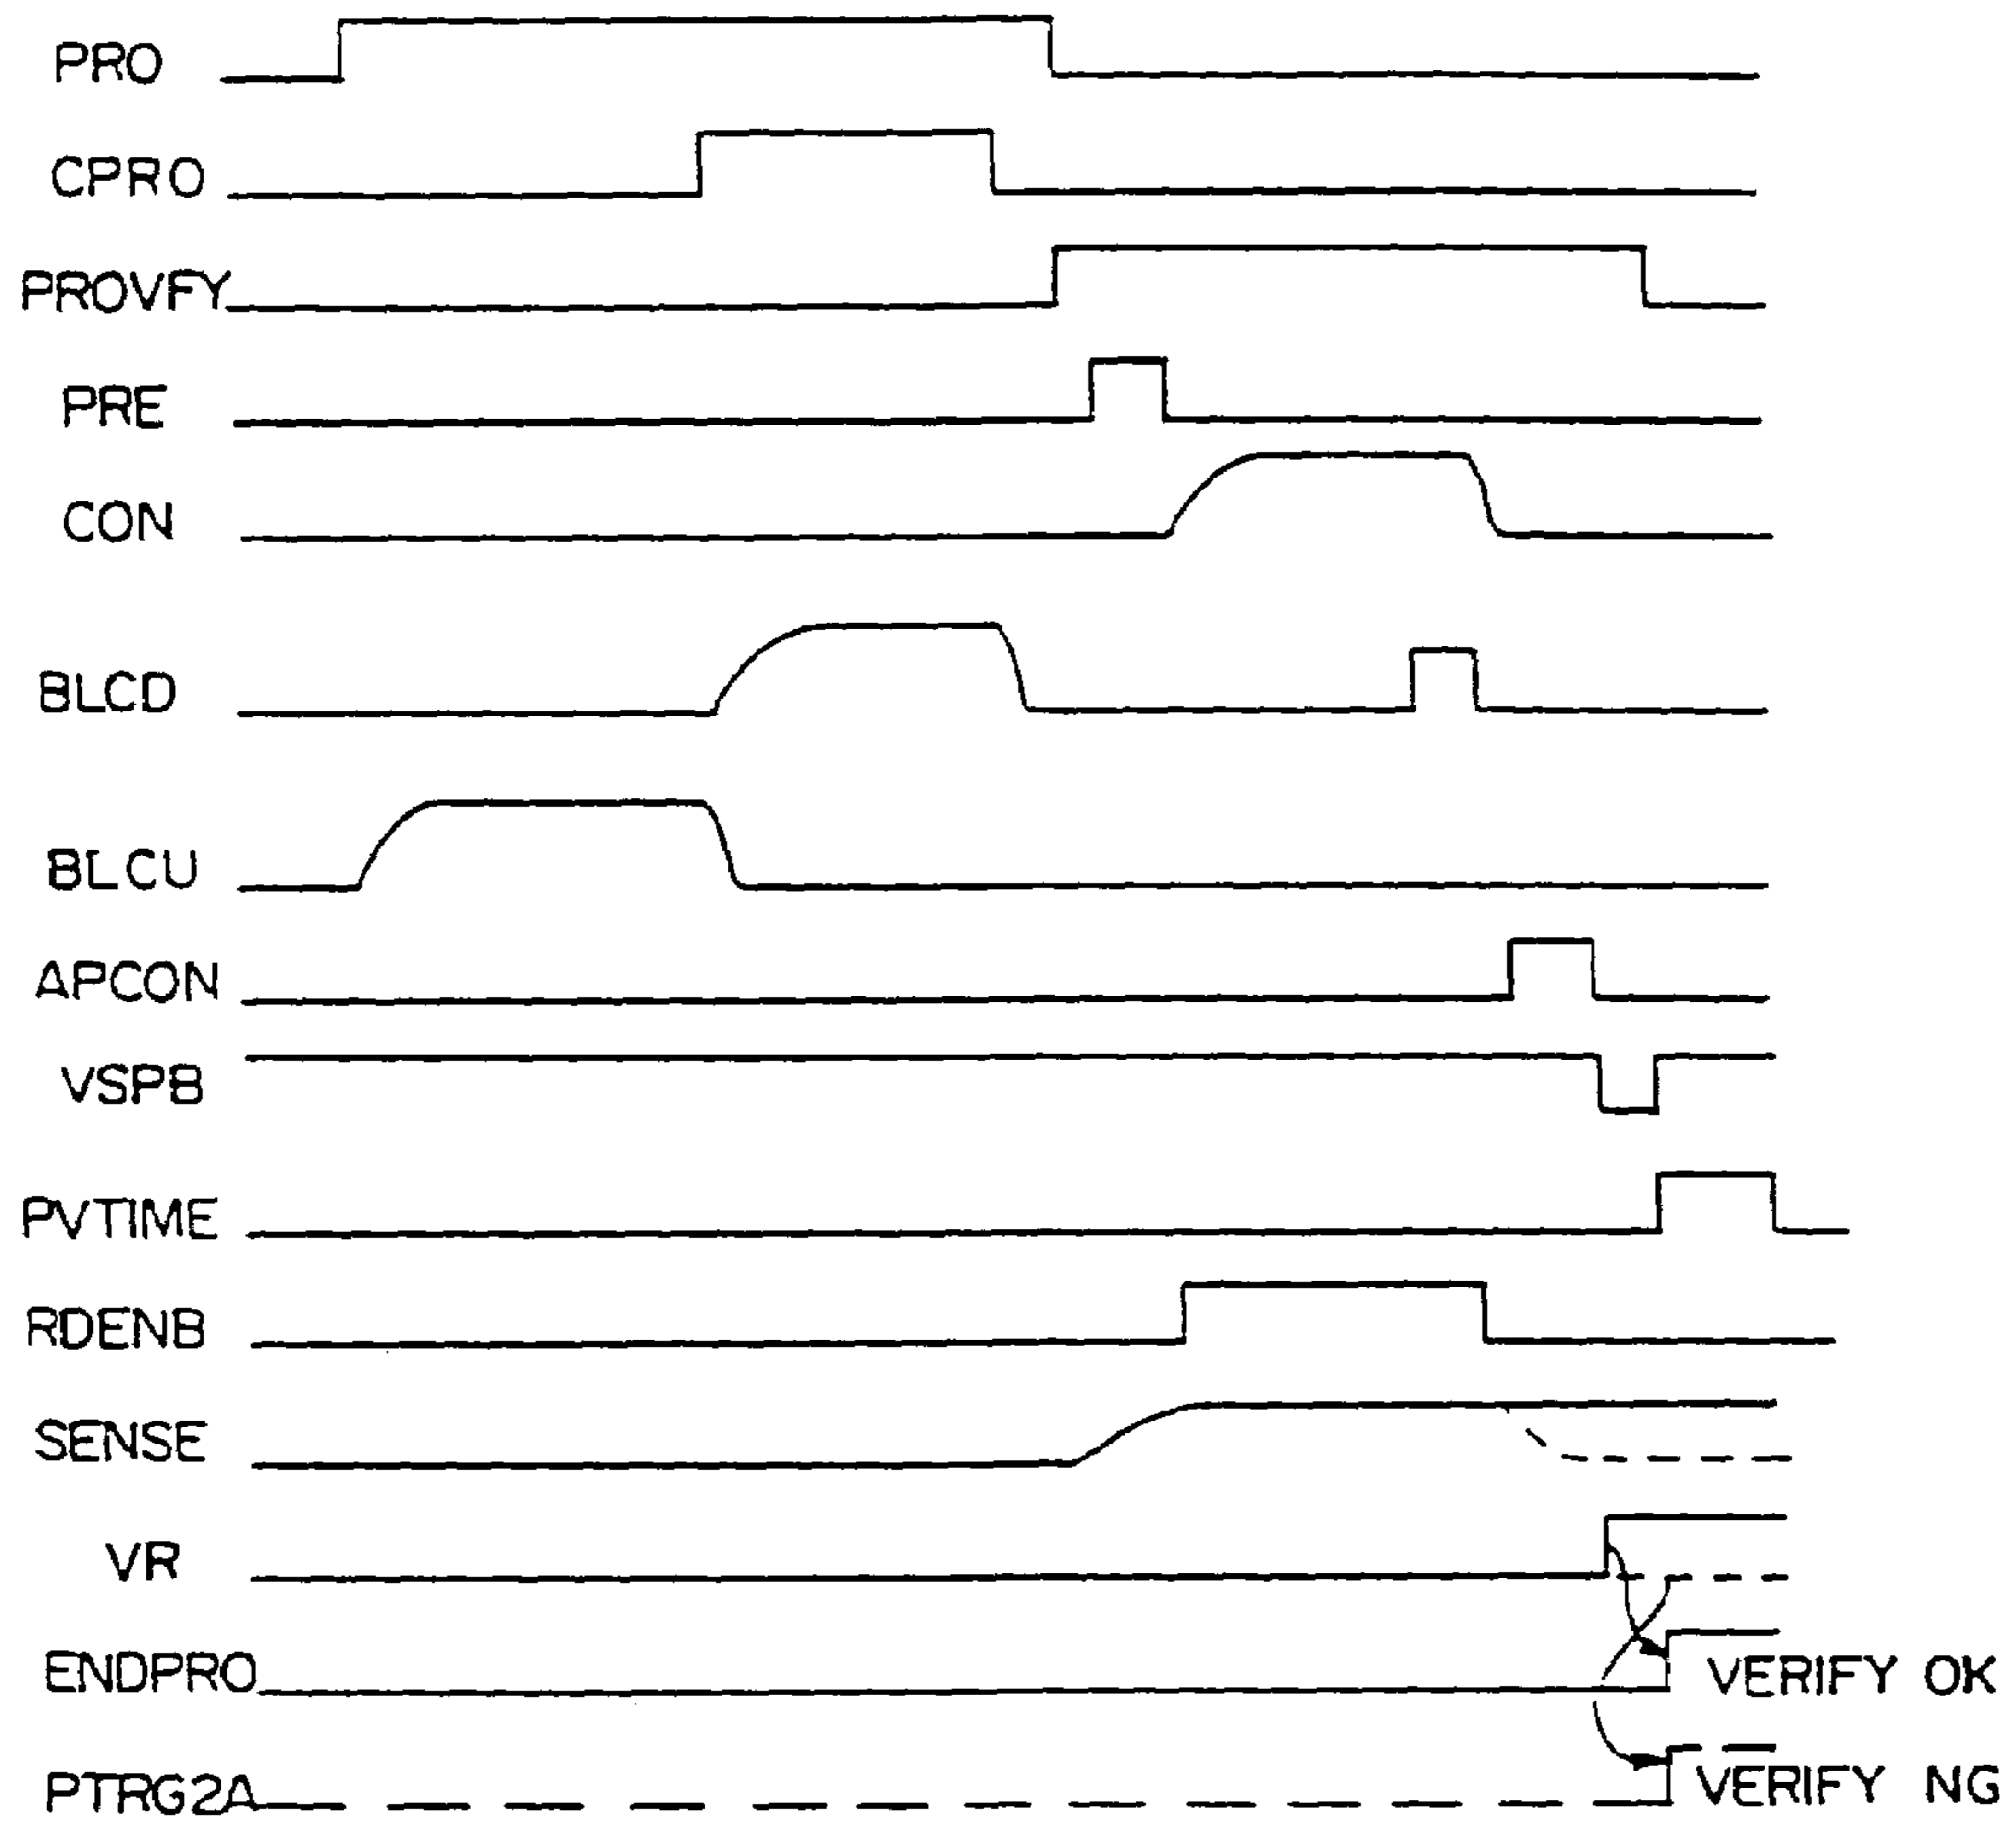 PRO
CPRO
PROVFY
PRE
CON
BLCD
BLCU
APCON
VSPB
PVTIME
RDENB
SENSE
VR
ENDPRO VERIFY OK
PTRG2A VERIFY NG